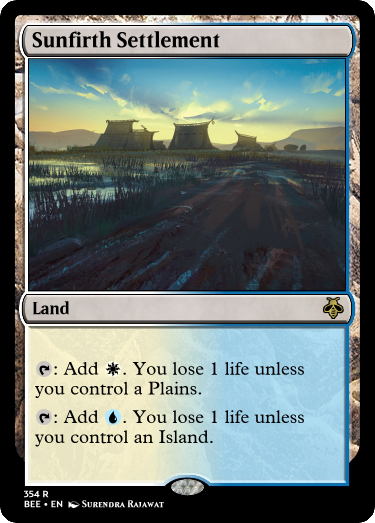 Sunfirth Settlement
Land
: Add . You lose 1 life unless
you control a Plains.
: Add . You lose 1 life unless
you control an Island.
354 R
BEE • EN Surendra Rajawat